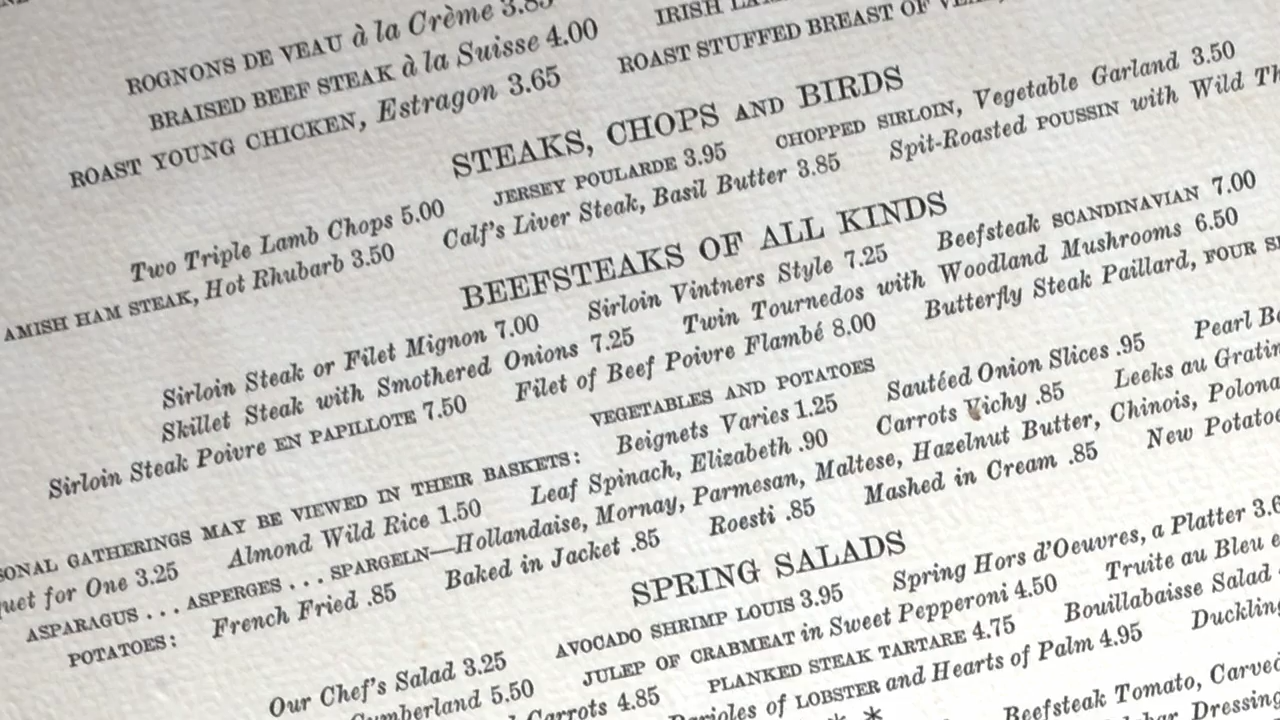 ROGNONS DE VEAU à la Crème 3.85
BRAISED BEEF STEAK à la Suisse 4.00 IRISH
ROAST YOUNG CHICKEN, Estragon 3.65 ROAST STUFFED BREAST OF
STEAKS, CHOPS AND BIRDS
Two Triple Lamb Chops 5.00 JERSEY POULARDE 3.95 CHOPPED SIRLOIN, Vegetable Garland 3.50
AMISH HAM STEAK, Hot Rhubarb 3.50 Calf's Liver Steak, Basil Butter 3.85 Spit-Roasted POUSSIN with Wild
BEEFSTEAKS OF ALL KINDS
Sirloin Steak or Filet Mignon 7.00 Sirloin Vintners Style 7.25 Beefsteak SCANDINAVIAN 7.00
Skillet Steak with Smothered Onions 7.25 Twin Tournedos with Woodland Mushrooms 6.50
Sirloin Steak Poivre EN PAPILLOTE 7.50 Filet of Beef Poivre Flambé 8.00 Butterfly Steak Paillard, FOUR
VEGETABLES AND POTATOES
GATHERINGS MAY BE VIEWED IN THEIR BASKETS: Beignets Varies 1.25 Sautéed Onion Slices .95 Pearl
for One 3.25 Almond Wild Rice 1.50 Leaf Spinach, Elizabeth .90 Carrots Vichy .85 Leeks au Gratin
ASPARAGUS . . . ASPERGES . . . SPARGELN—Hollandaise, Mornay, Parmesan, Maltese, Hazelnut Butter, Chinois,
POTATOES: French Fried .85 Baked in Jacket .85 Roesti .85 Mashed in Cream .85 New
SPRING SALADS
Our Chef's Salad 3.25 AVOCADO SHRIMP LOUIS 3.95 Spring Hors d'Oeuvres, a Platter
5.50 JULEP OF CRABMEAT in Sweet Pepperoni 4.50 Truite au Bleu
Carrots 4.85 PLANKED STEAK TARTARE 4.75 Bouillabaisse Salad
of LOBSTER and Hearts of Palm 4.95 Duckling
* *
Beefsteak Tomato, Carved